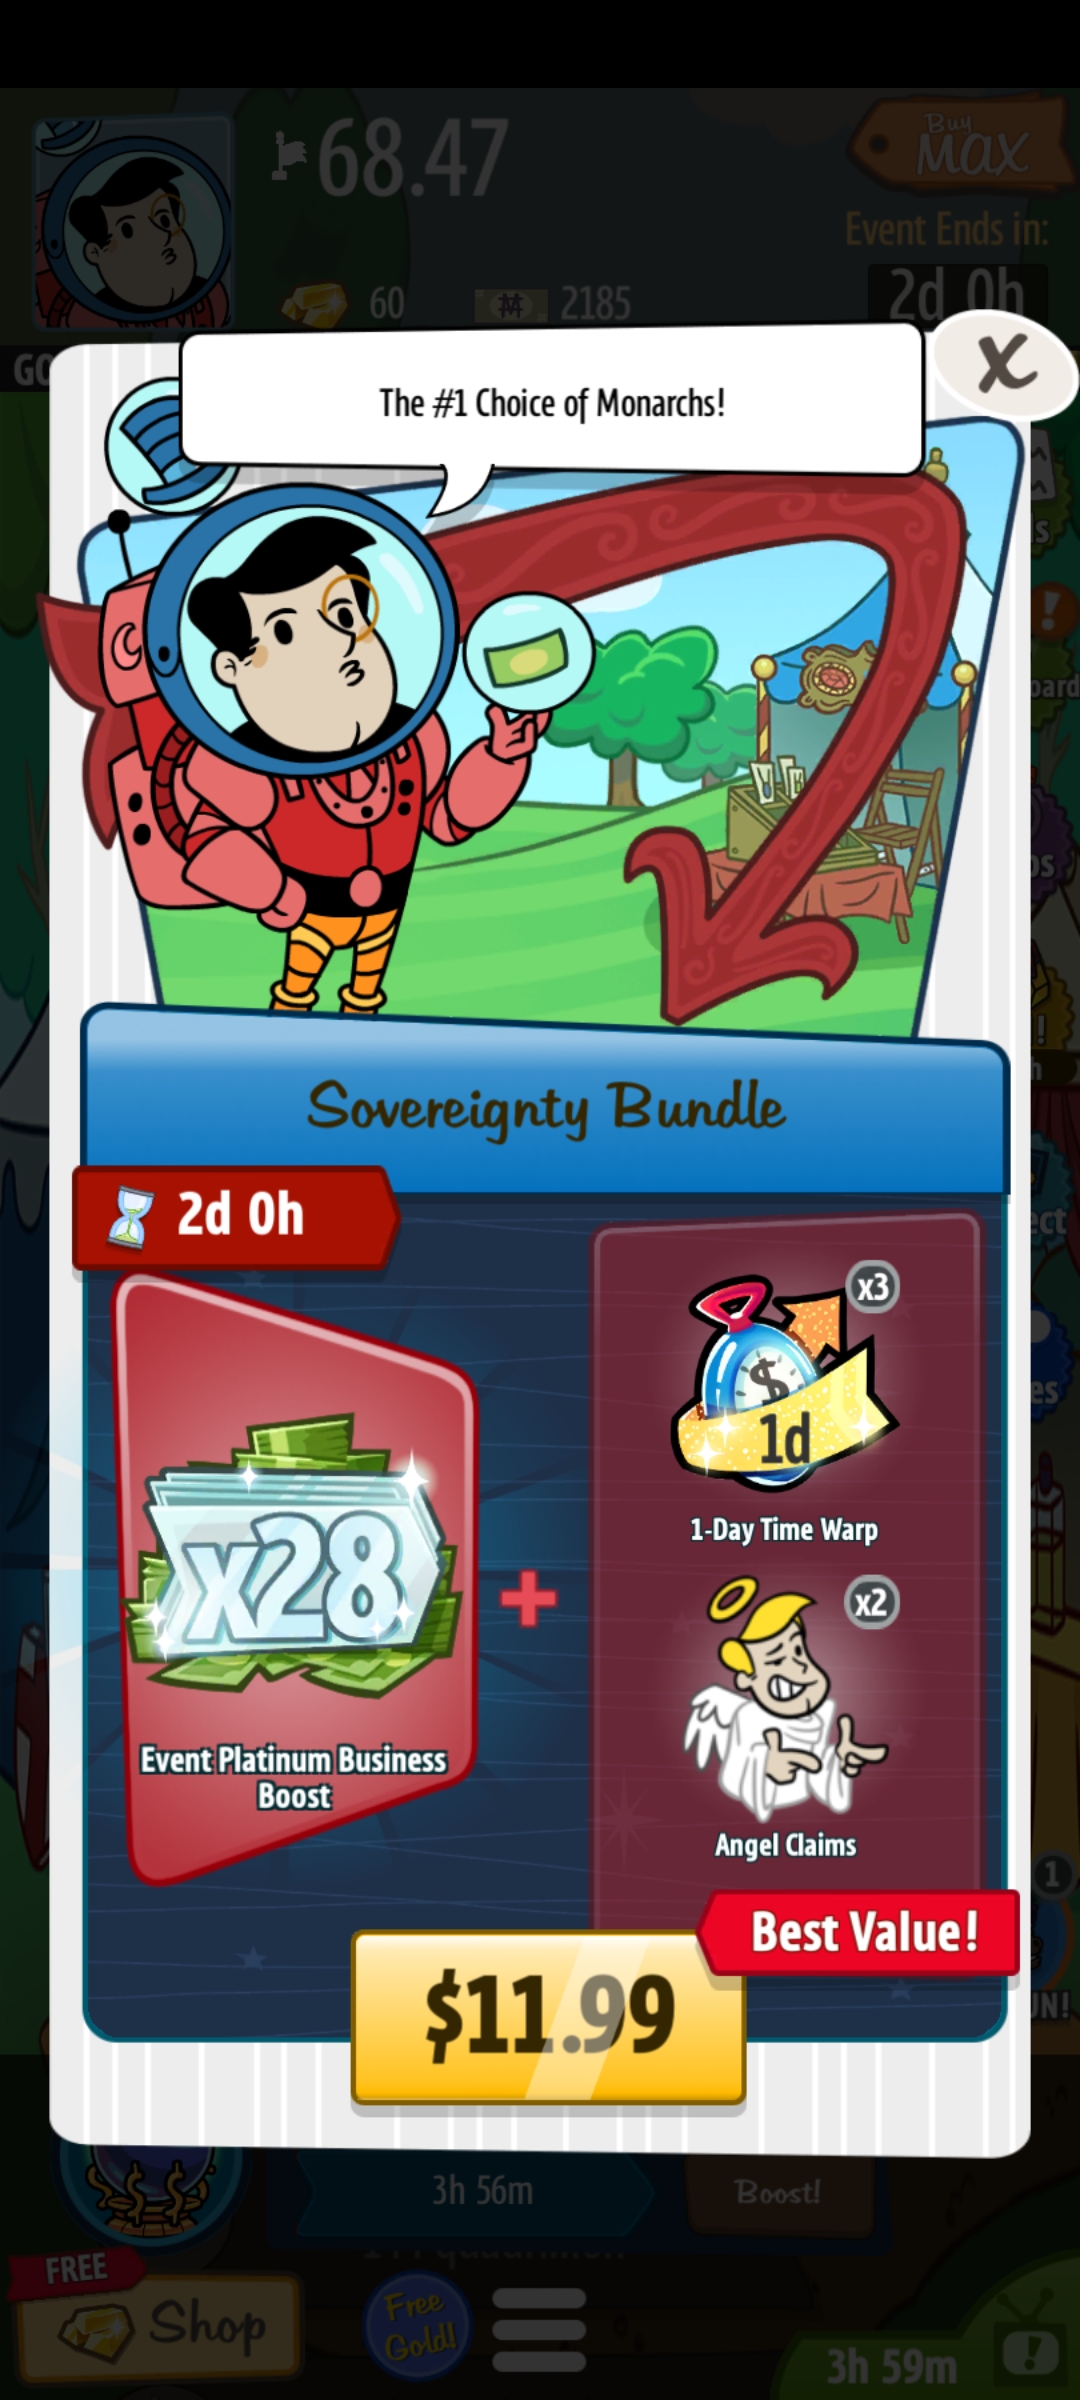 68.47
Buy
MAX
Event Ends in:
60
2185
2d 0h
GO
The #1 Choice of Monarchs!
X
Sovereignty Bundle
2d 0h
x3
1d
1-Day Time Warp
x28
+
x2
Event Platinum Business
Boost
Angel Claims
1
Best Value!
$11.99
3h 56m
Boost!
FREE
Shop
Free
Gold!
3h 59m